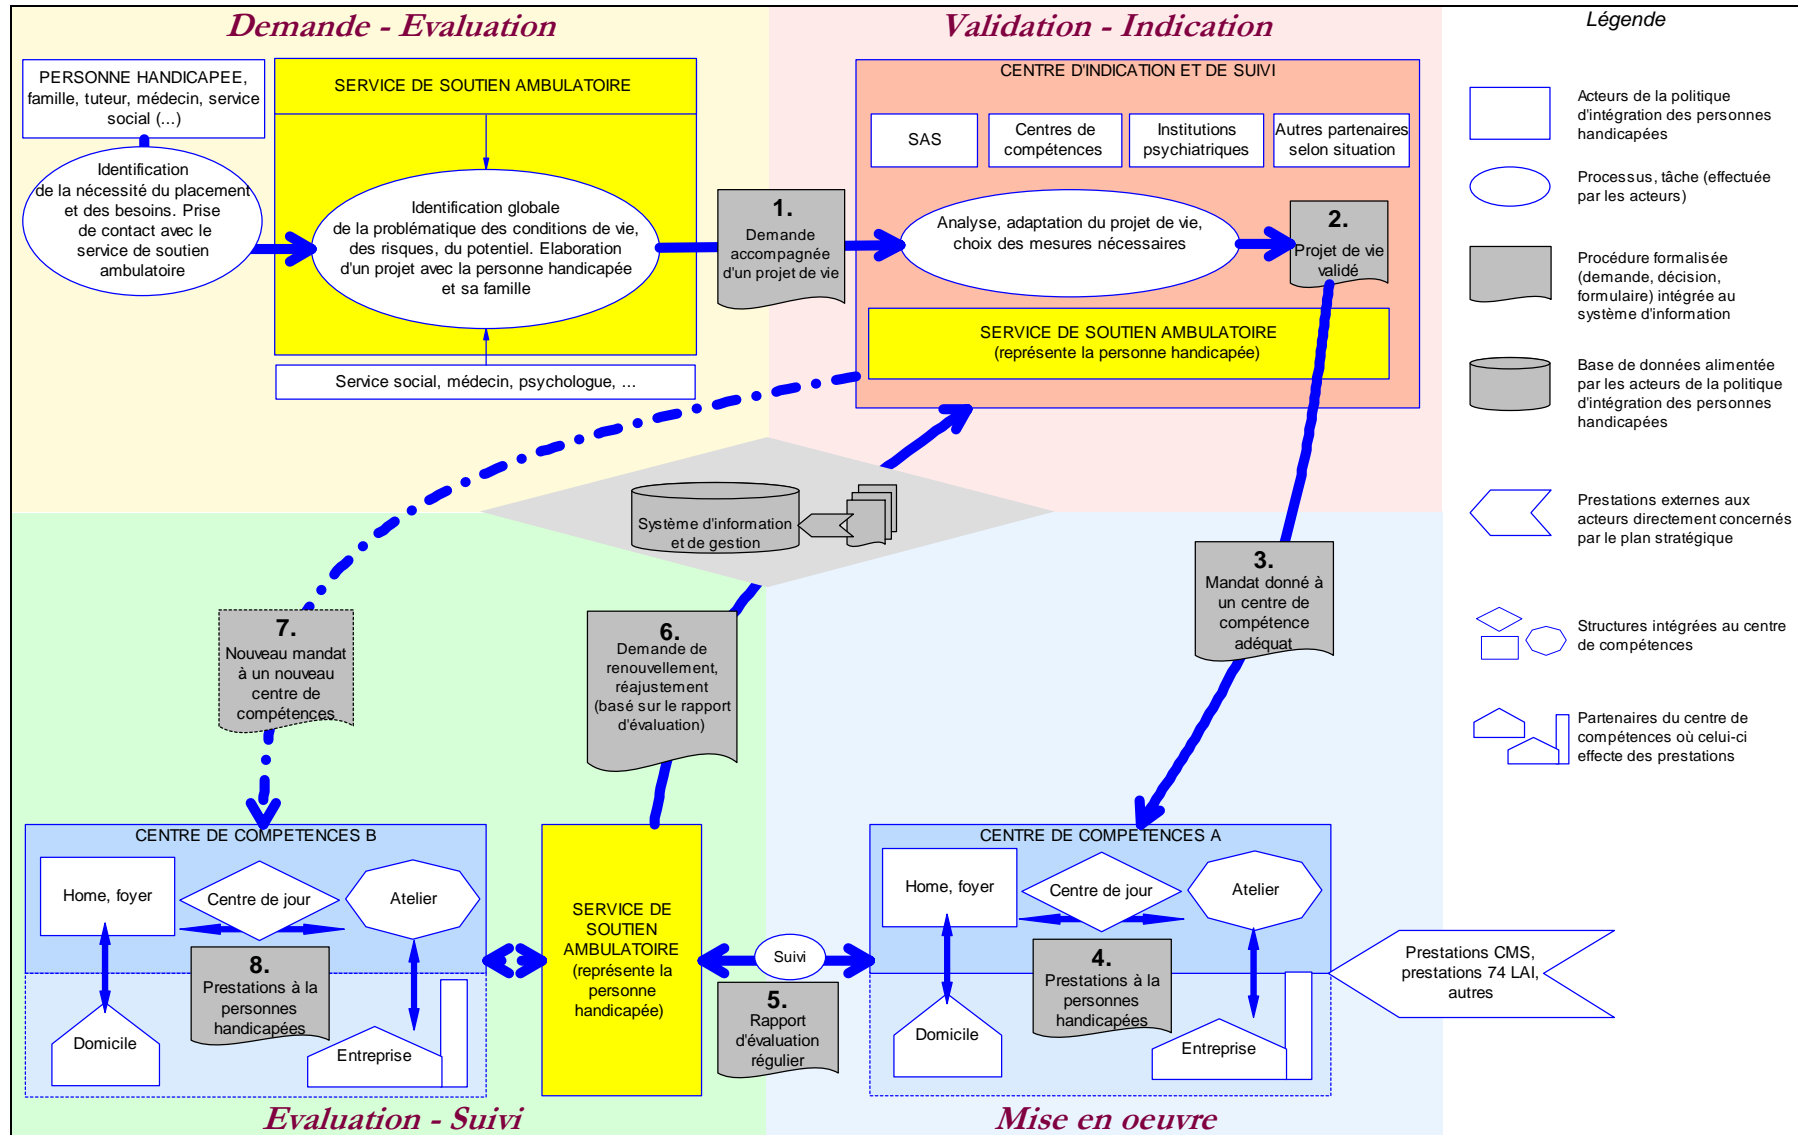 Demande - Evaluation
PERSONNE HANDICAPEE,
famille, tuteur, médecin, service
social (...)
Identification
de la nécessité du placement
et des besoins. Prise
de contact avec le
service de soutien
ambulatoire
SERVICE DE SOUTIEN AMBULATOIRE
Identification globale
de la problématique des conditions de vie,
des risques, du potentiel. Elaboration
d'un projet avec la personne handicapée
et sa famille
Service social, médecin, psychologue, ...
1.
Demande
accompagnée
d'un projet de vie
Validation - Indication
CENTRE D'INDICATION ET DE SUIVI
SAS
Centres de
compétences
Institutions
psychiatriques
Autres partenaires
selon situation
Analyse, adaptation du projet de vie,
choix des mesures nécessaires
2.
Projet de vie
validé
SERVICE DE SOUTIEN AMBULATOIRE
(représente la personne handicapée)
Système d'information
et de gestion
3.
Mandat donné à
un centre de
compétence
adéquat
7.
Nouveau mandat
à un nouveau
centre de
compétences
6.
Demande de
renouvellement,
réajustement
(basé sur le rapport
d'évaluation)
CENTRE DE COMPETENCES B
Home, foyer
Centre de jour
Atelier
8.
Prestations à la
personnes
handicapées
Domicile
Entreprise
SERVICE DE
SOUTIEN
AMBULATOIRE
(représente la
personne
handicapée)
Suivi
5.
Rapport
d'évaluation
régulier
CENTRE DE COMPETENCES A
Home, foyer
Centre de jour
Atelier
4.
Prestations à la
personnes
handicapées
Domicile
Entreprise
Prestations CMS,
prestations 74 LAI,
autres
Evaluation - Suivi
Mise en oeuvre
Légende
Acteurs de la politique
d'intégration des personnes
handicapées
Processus, tâche (effectuée
par les acteurs)
Procédure formalisée
(demande, décision,
formulaire) intégrée au
système d'information
Base de données alimentée
par les acteurs de la politique
d'intégration des personnes
handicapées
Prestations externes aux
acteurs directement concernés
par le plan stratégique
Structures intégrées au centre
de compétences
Partenaires du centre de
compétences où celui-ci
effecte des prestations